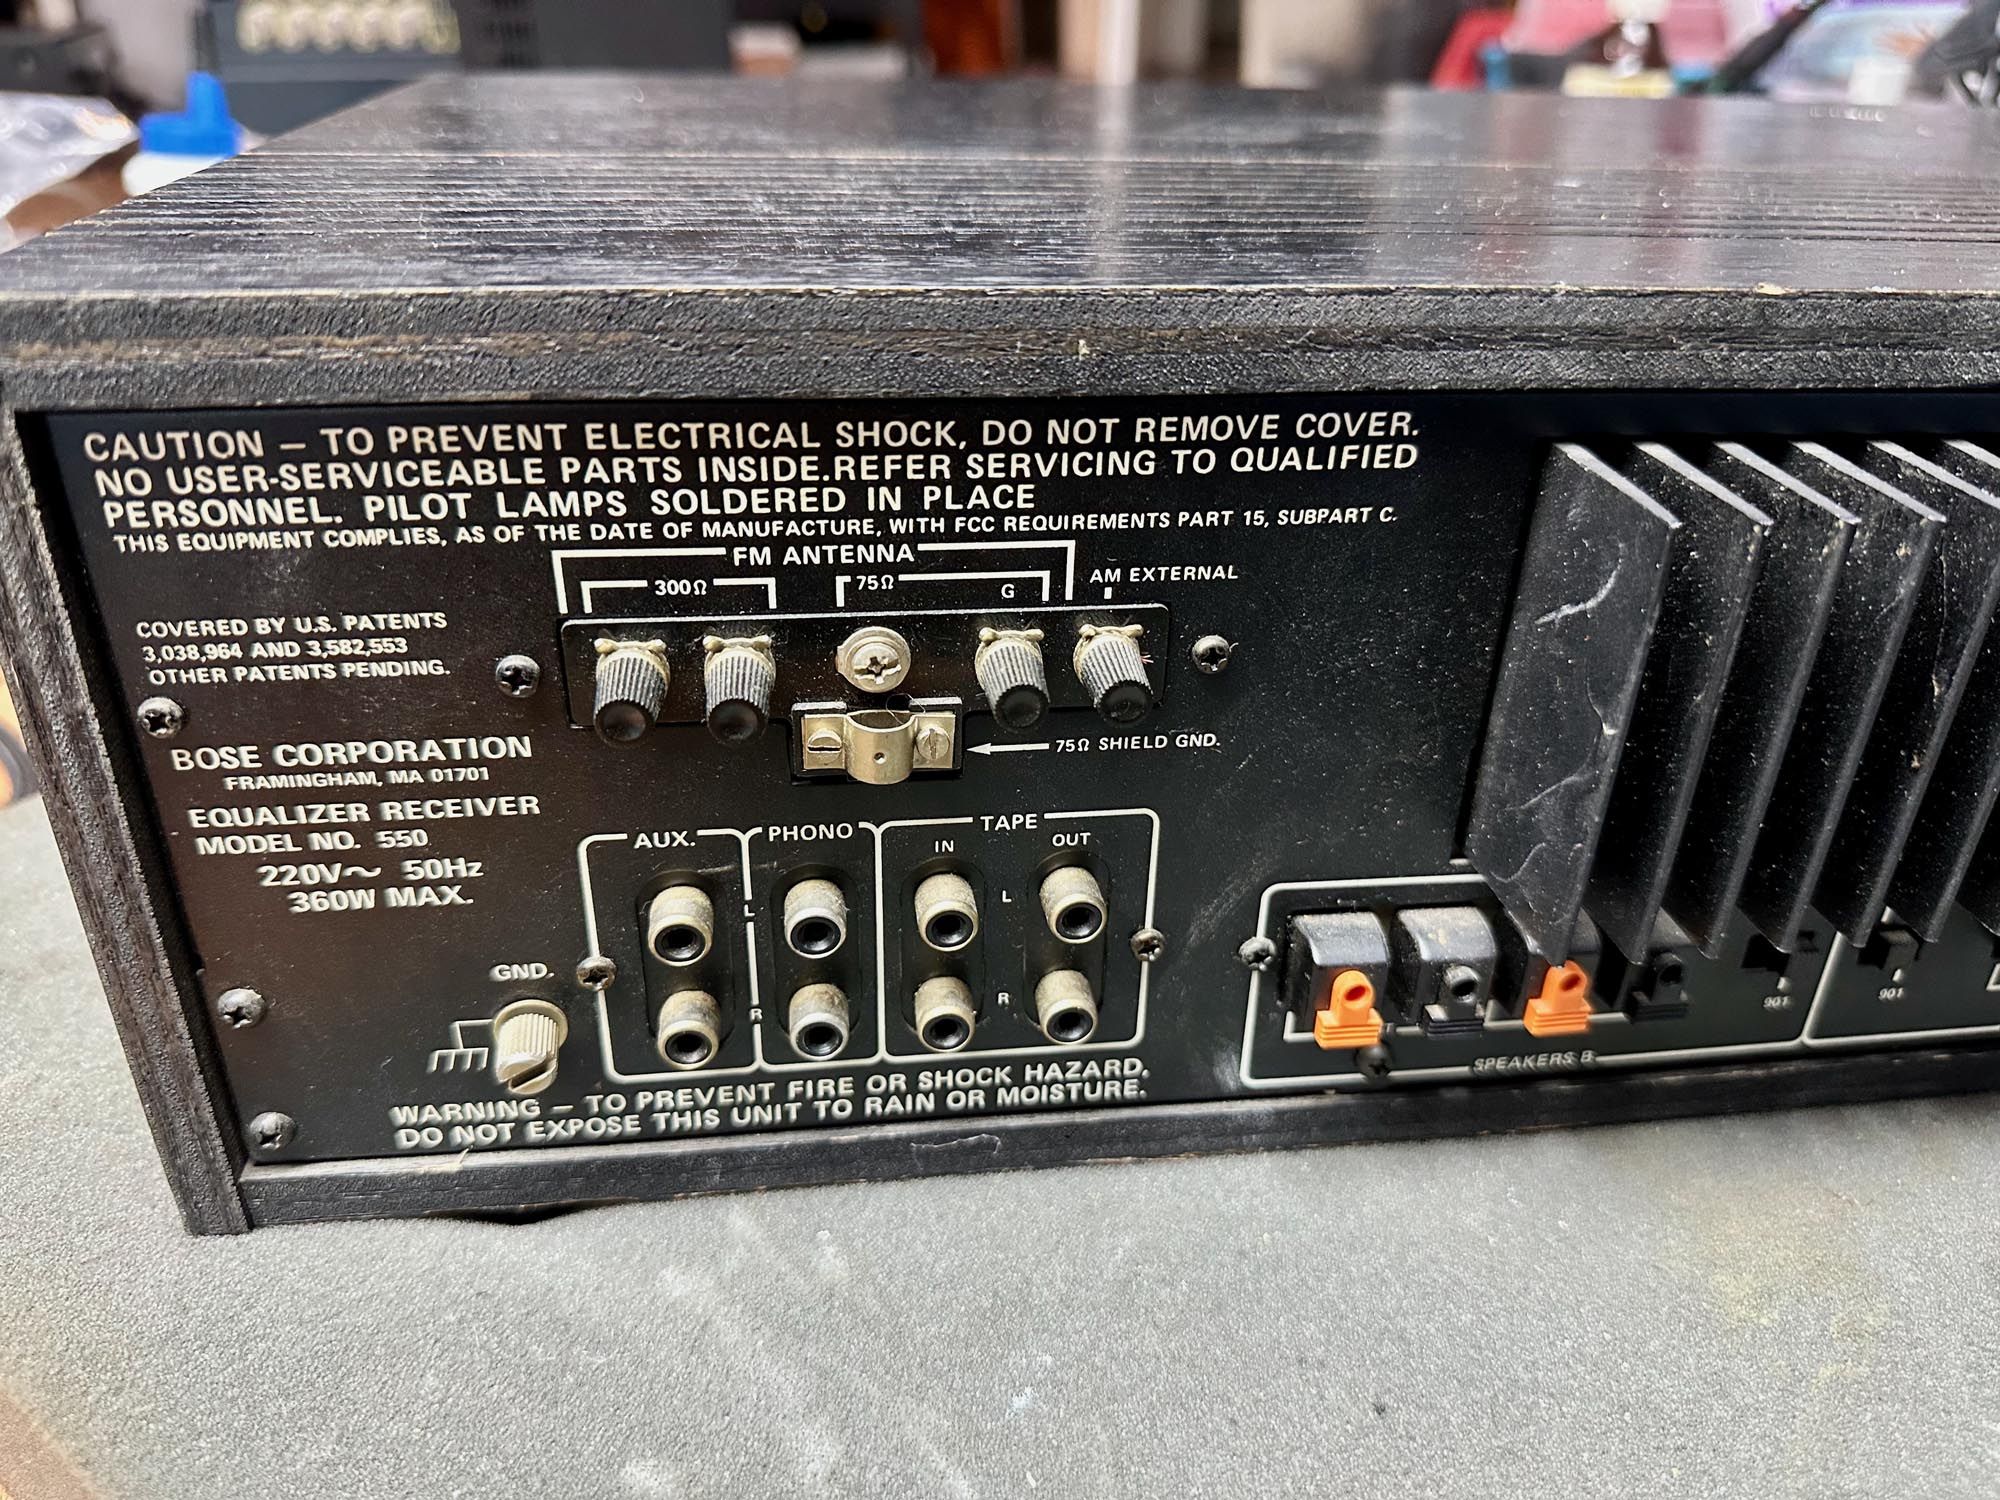 CAUTION — TO PREVENT ELECTRICAL SHOCK, DO NOT REMOVE COVER.
NO USER-SERVICEABLE PARTS INSIDE.REFER SERVICING TO QUALIFIED
PERSONNEL. PILOT LAMPS SOLDERED IN PLACE
THIS EQUIPMENT COMPLIES, AS OF THE DATE OF MANUFACTURE, WITH FCC REQUIREMENTS PART 15, SUBPART C.
FM ANTENNA
300Ω
75Ω
G
AM EXTERNAL
COVERED BY U.S. PATENTS
3,038,964 AND 3,582,553
OTHER PATENTS PENDING.
75Ω SHIELD GND.
BOSE CORPORATION
FRAMINGHAM, MA 01701
EQUALIZER RECEIVER
MODEL NO. 550
220V~ 50Hz
360W MAX.
GND.
AUX.
PHONO
TAPE
IN
OUT
L
L
R
R
901
901
SPEAKERS B
WARNING — TO PREVENT FIRE OR SHOCK HAZARD,
DO NOT EXPOSE THIS UNIT TO RAIN OR MOISTURE.